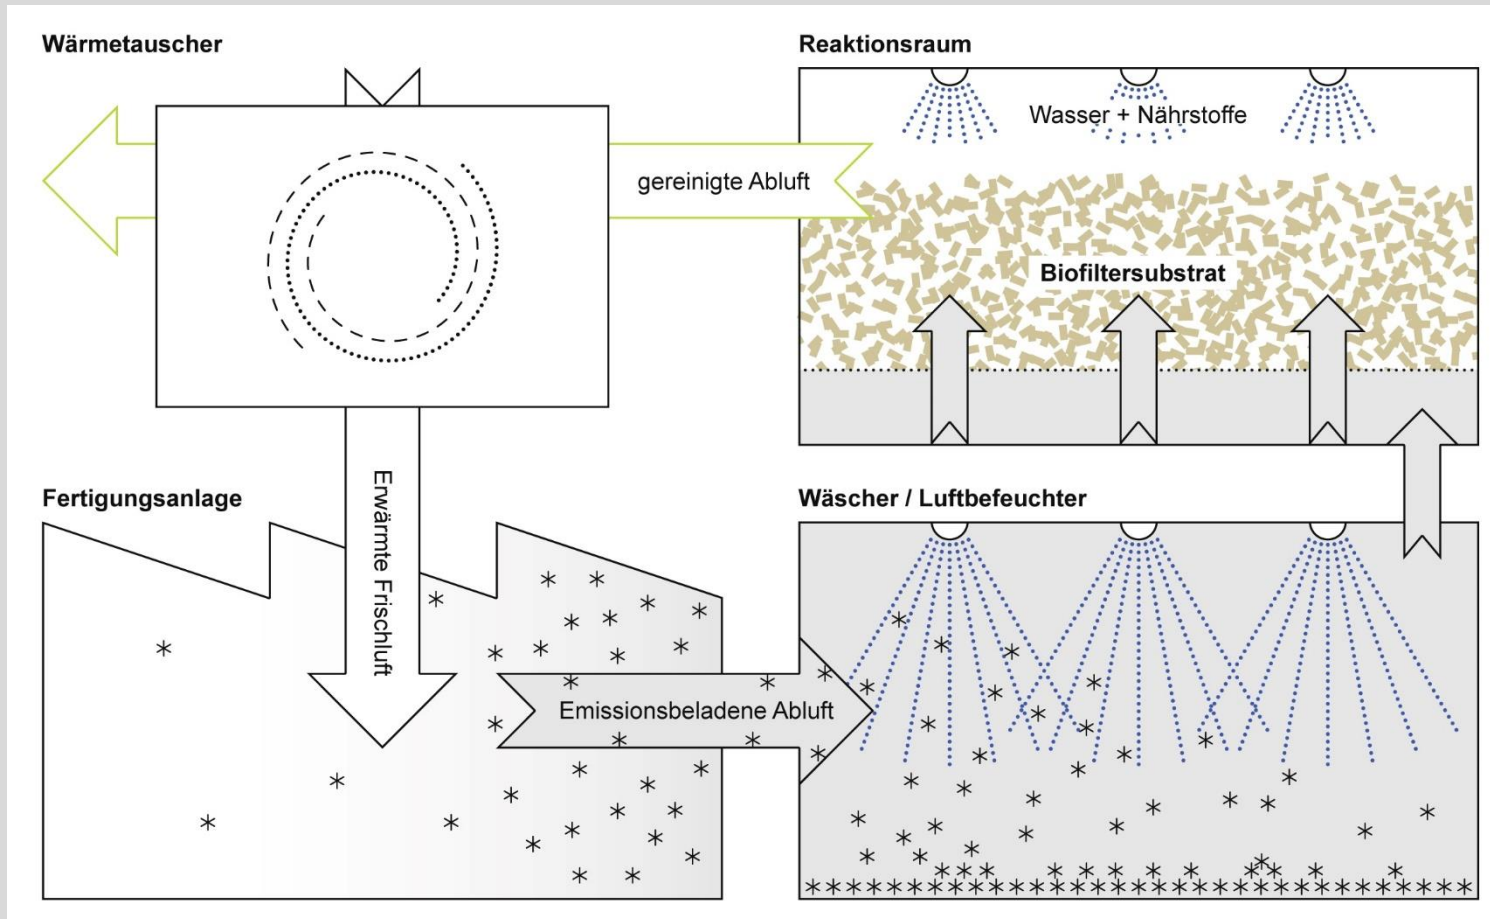 Wärmetauscher
Reaktionsraum
Wasser + Nährstoffe
gereinigte Abluft
Biofiltersubstrat
Erwärmte Frischluft
Fertigungsanlage
Wäscher / Luftbefeuchter
Emissionsbeladene Abluft